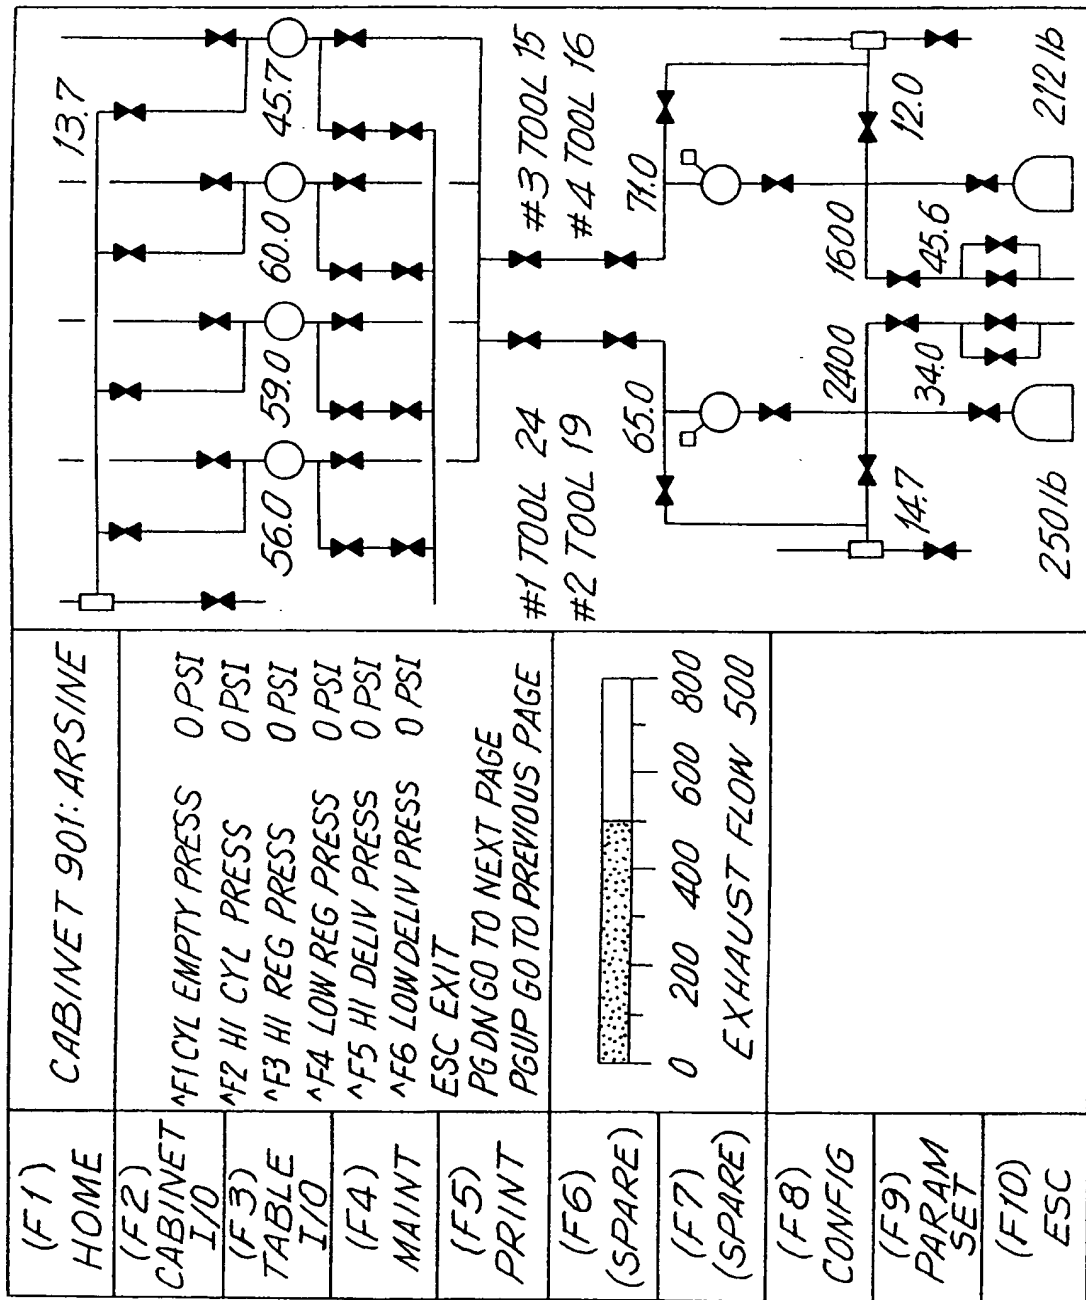 (F1)
HOME
(F2)
CABINET
I/O
(F3)
TABLE
I/O
(F4)
MAINT
(F5)
PRINT
(F6)
(SPARE)
(F7)
(SPARE)
(F8)
CONFIG
(F9)
PARAM
SET
(F10)
ESC
CABINET 901: ARSINE
^F1 CYL EMPTY PRESS 0 PSI
^F2 HI CYL PRESS 0 PSI
^F3 HI REG PRESS 0 PSI
^F4 LOW REG PRESS 0 PSI
^F5 HI DELIV PRESS 0 PSI
^F6 LOW DELIV PRESS 0 PSI
ESC EXIT
PG DN GO TO NEXT PAGE
PGUP GO TO PREVIOUS PAGE
0 200 400 600 800
EXHAUST FLOW 500
13.7
56.0 59.0 60.0 45.7
#1 TOOL 24
#2 TOOL 19
#3 TOOL 15
#4 TOOL 16
65.0 71.0
2400 1600
14.7 34.0 45.6 12.0
250 lb 212 lb